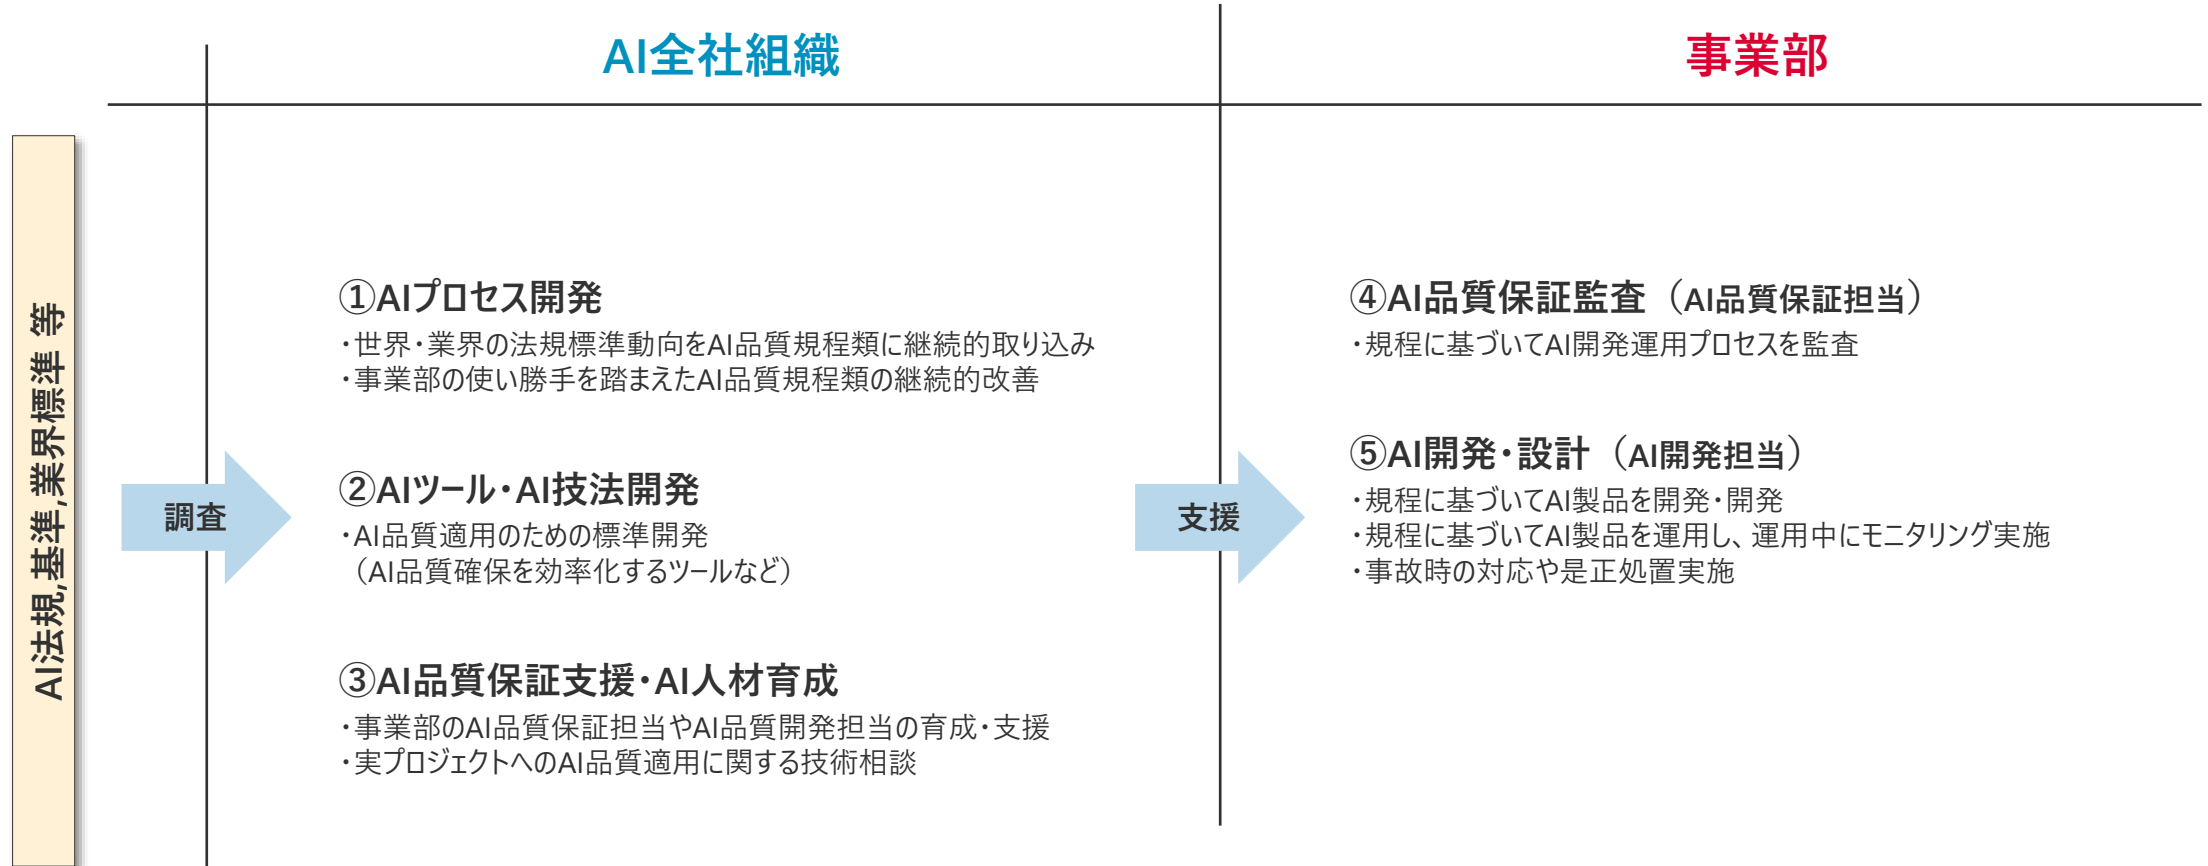 AI全社組織
事業部
AI法規,基準,業界標準 等
調査
①AIプロセス開発
・世界・業界の法規標準動向をAI品質規程類に継続的取り込み
・事業部の使い勝手を踏まえたAI品質規程類の継続的改善
②AIツール・AI技法開発
・AI品質適用のための標準開発
（AI品質確保を効率化するツールなど）
③AI品質保証支援・AI人材育成
・事業部のAI品質保証担当やAI品質開発担当の育成・支援
・実プロジェクトへのAI品質適用に関する技術相談
支援
④AI品質保証監査（AI品質保証担当）
・規程に基づいてAI開発運用プロセスを監査
⑤AI開発・設計（AI開発担当）
・規程に基づいてAI製品を開発・開発
・規程に基づいてAI製品を運用し、運用中にモニタリング実施
・事故時の対応や是正処置実施